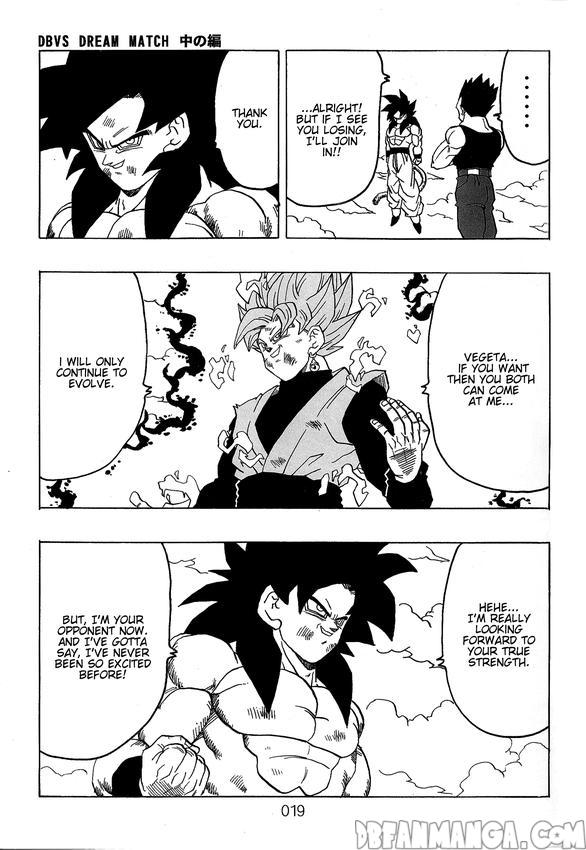 DBVS DREAM MATCH 中の編
・・・・
...ALRIGHT!
BUT IF I SEE
YOU LOSING,
I'LL JOIN
IN!!
THANK
YOU.
VEGETA...
IF YOU WANT
THEN YOU BOTH
CAN COME
AT ME...
I WILL ONLY
CONTINUE TO
EVOLVE.
HEHE...
I'M REALLY
LOOKING
FORWARD TO
YOUR TRUE
STRENGTH.
BUT, I'M YOUR
OPPONENT NOW.
AND I'VE GOTTA
SAY, I'VE NEVER
BEEN SO EXCITED
BEFORE!
019
DBFANMANGA.COM